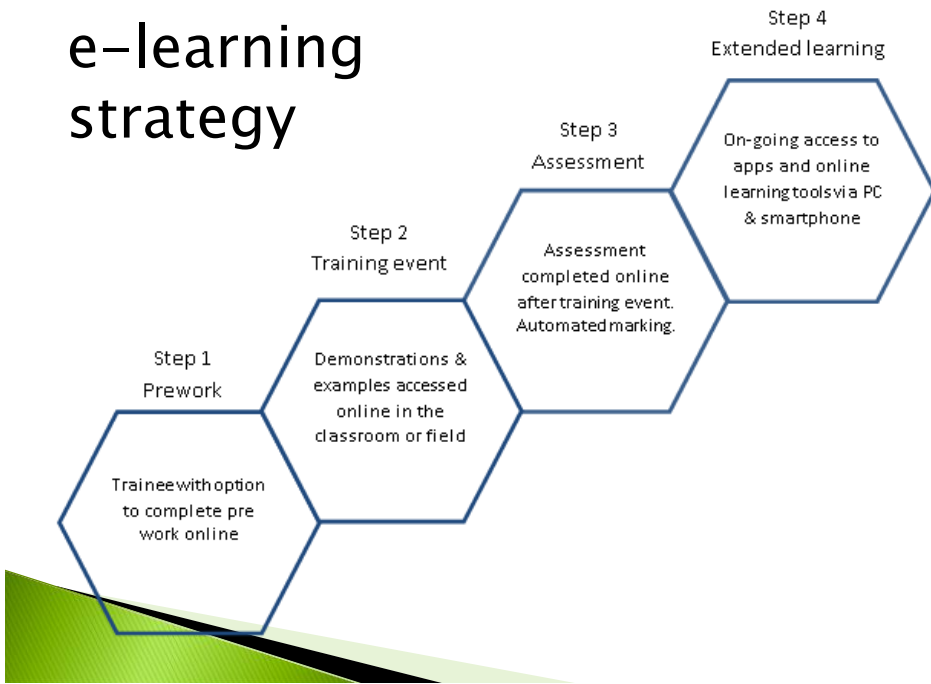 e-learning
strategy
Step 1
Prework
Trainee with option
to complete pre
work online
Step 2
Training event
Demonstrations &
examples accessed
online in the
classroom or field
Step 3
Assessment
Assessment
completed online
after training event.
Automated marking.
Step 4
Extended learning
On-going access to
apps and online
learning tools via PC
& smartphone